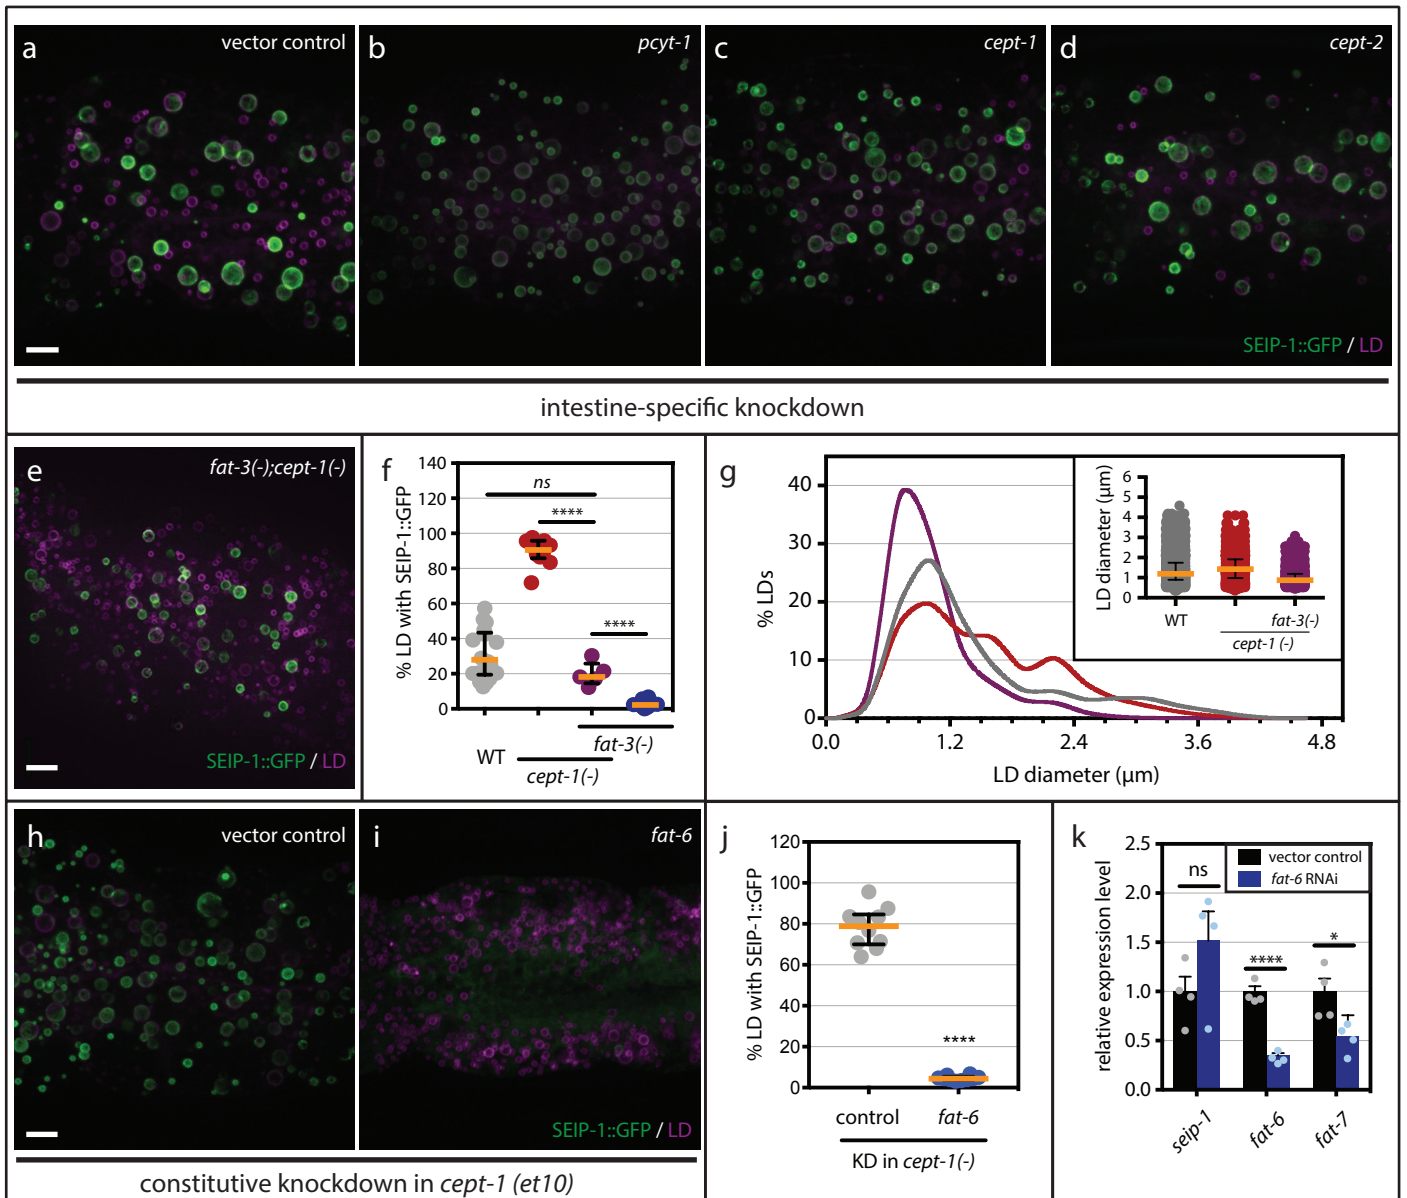 a vector control
b pcyt-1
c cept-1
d cept-2
SEIP-1::GFP / LD
intestine-specific knockdown
e fat-3(-);cept-1(-)
SEIP-1::GFP / LD
f
% LD with SEIP-1::GFP
140
120
100
80
60
40
20
0
ns
****
****
WT
fat-3(-)
cept-1(-)
g
% LDs
40
30
20
10
0
0.0 1.2 2.4 3.6 4.8
LD diameter (µm)
LD diameter (µm)
6
5
4
3
2
1
0
WT fat-3(-)
cept-1 (-)
h vector control
i fat-6
SEIP-1::GFP / LD
constitutive knockdown in cept-1 (et10)
j
% LD with SEIP-1::GFP
120
100
80
60
40
20
0
****
control fat-6
KD in cept-1(-)
k
relative expression level
2.5
2.0
1.5
1.0
0.5
0.0
vector control
fat-6 RNAi
ns
****
*
seip-1 fat-6 fat-7